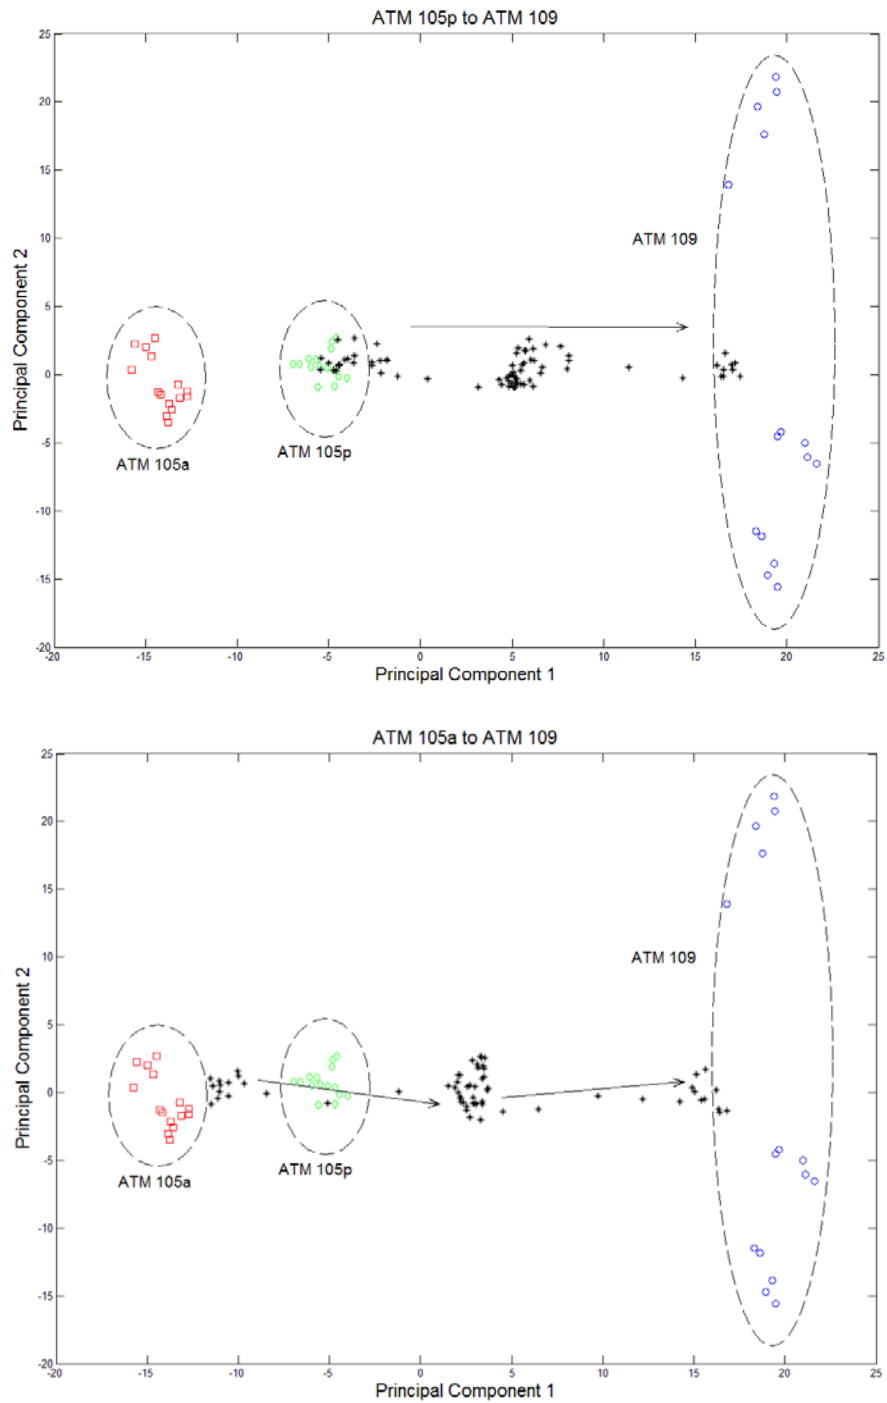 ATM 105p to ATM 109
25
20
15
10
5
0
-5
-10
-15
-20
Principal Component 2
ATM 109
ATM 105a
ATM 105p
-20 -15 -10 -5 0 5 10 15 20 25
Principal Component 1
ATM 105a to ATM 109
25
20
15
10
5
0
-5
-10
-15
-20
Principal Component 2
ATM 109
ATM 105a
ATM 105p
-20 -15 -10 -5 0 5 10 15 20 25
Principal Component 1